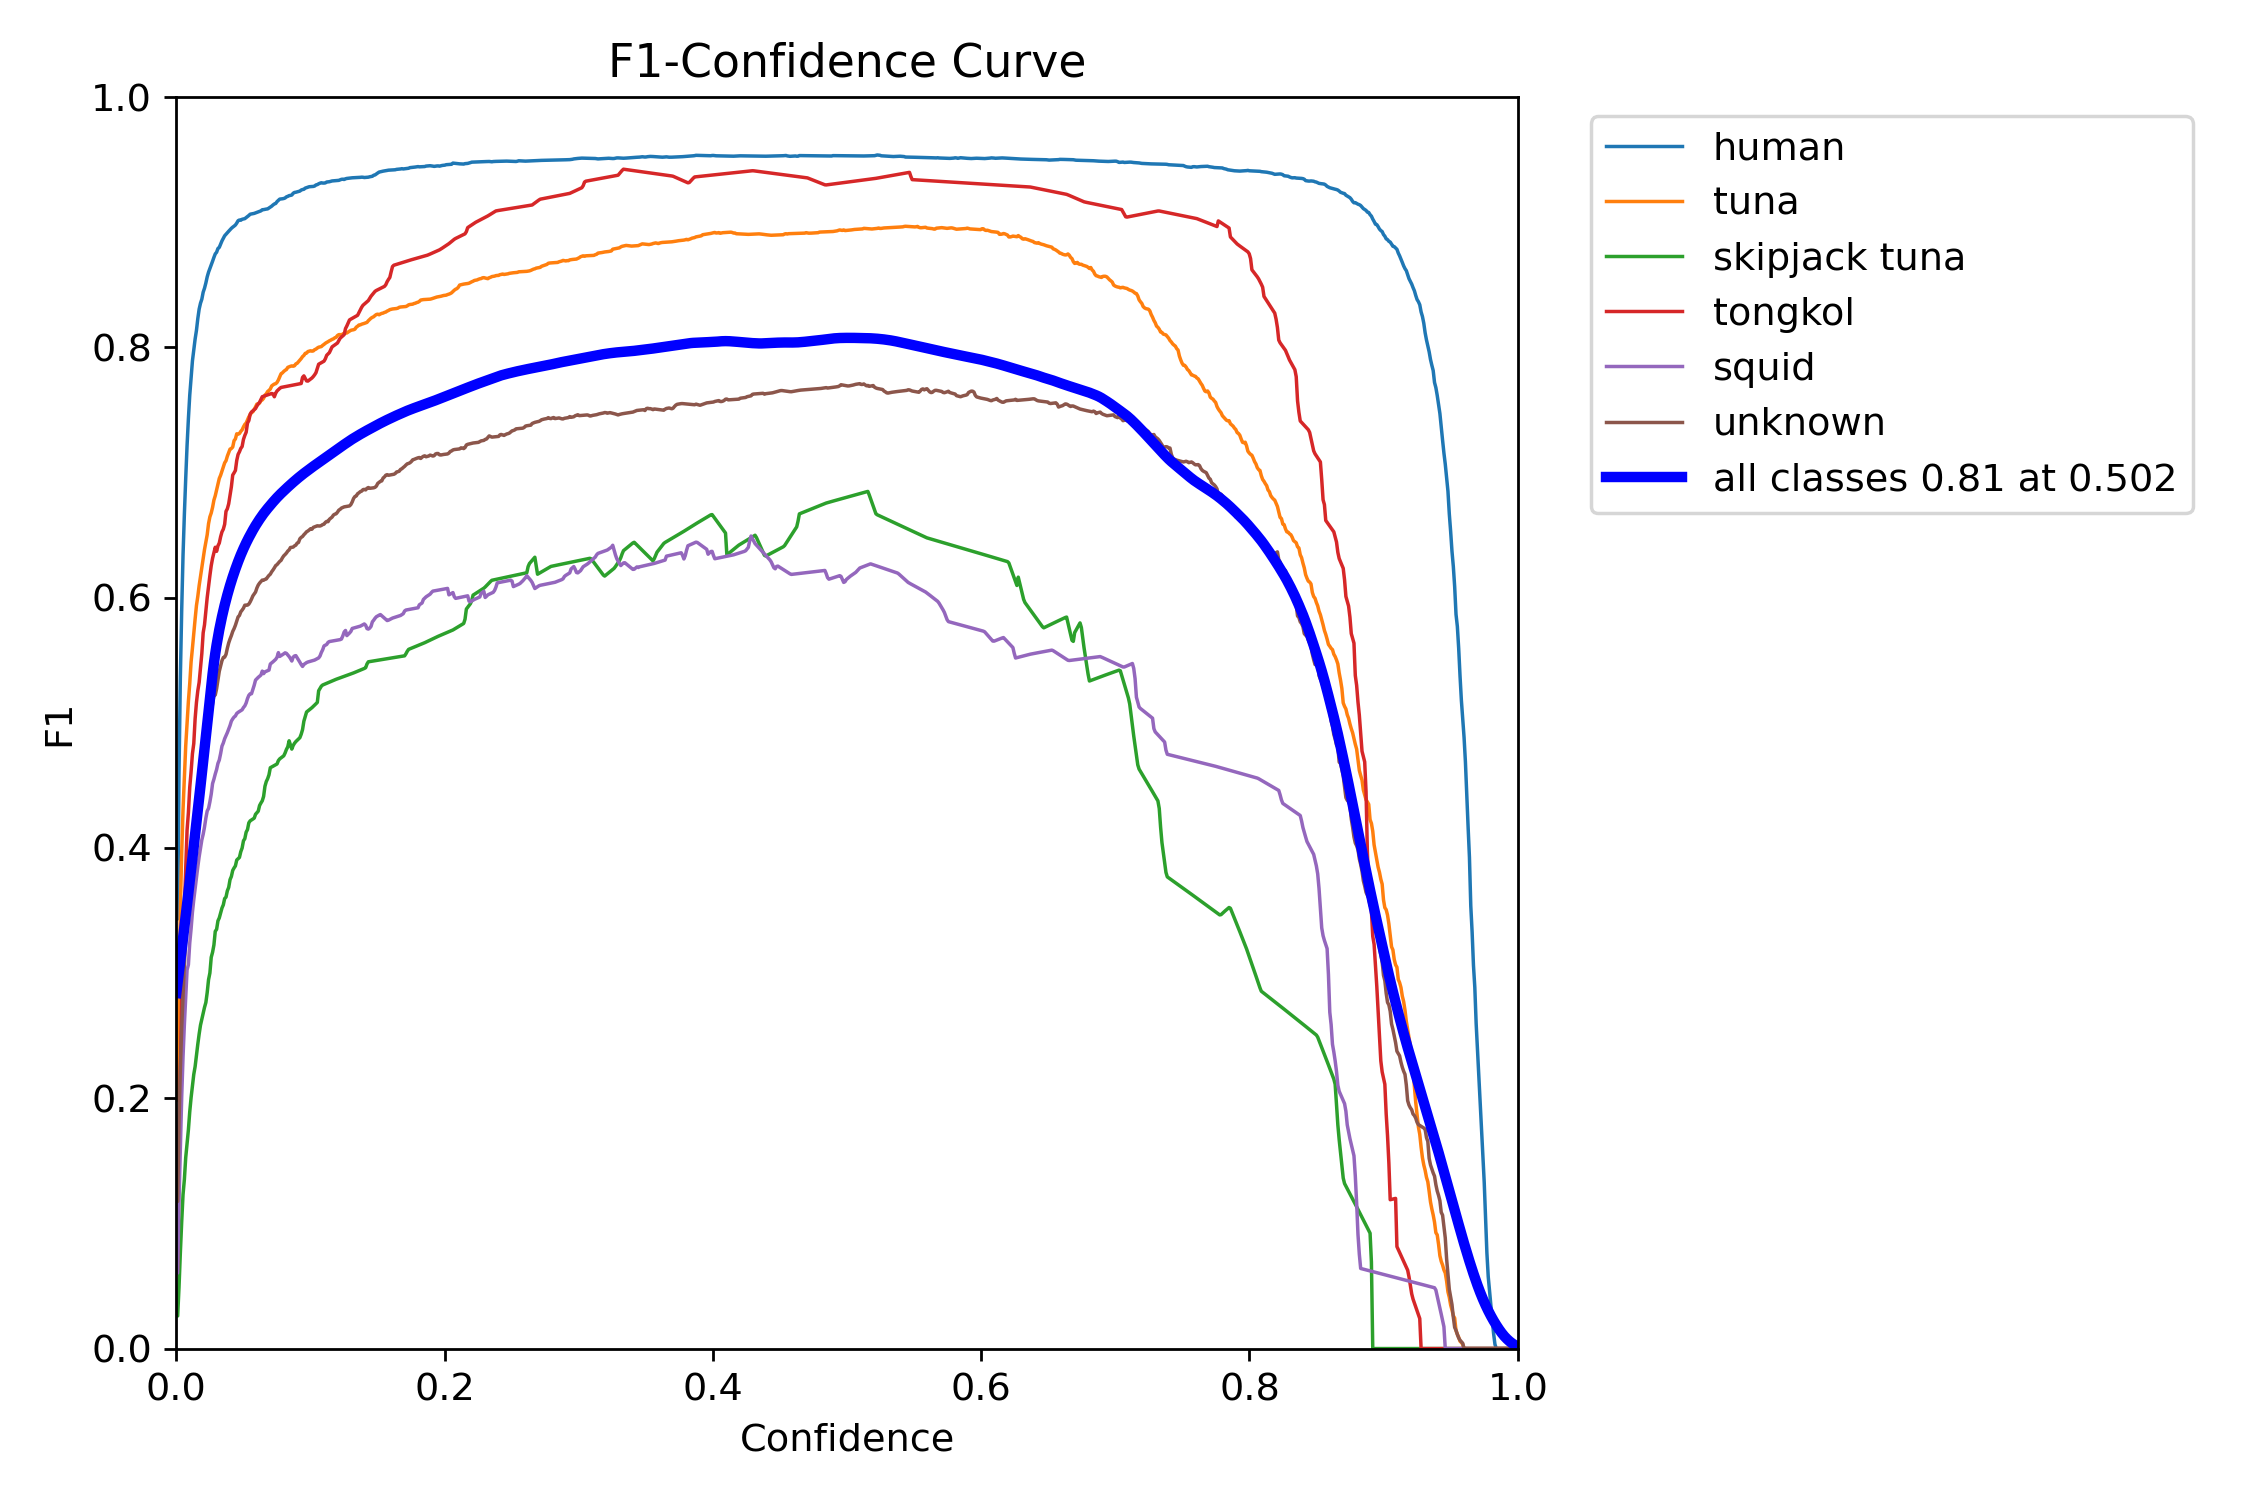 F1-Confidence Curve
1.0
0.8
0.6
0.4
0.2
0.0
F1
0.0 0.2 0.4 0.6 0.8 1.0
Confidence
human
tuna
skipjack tuna
tongkol
squid
unknown
all classes 0.81 at 0.502